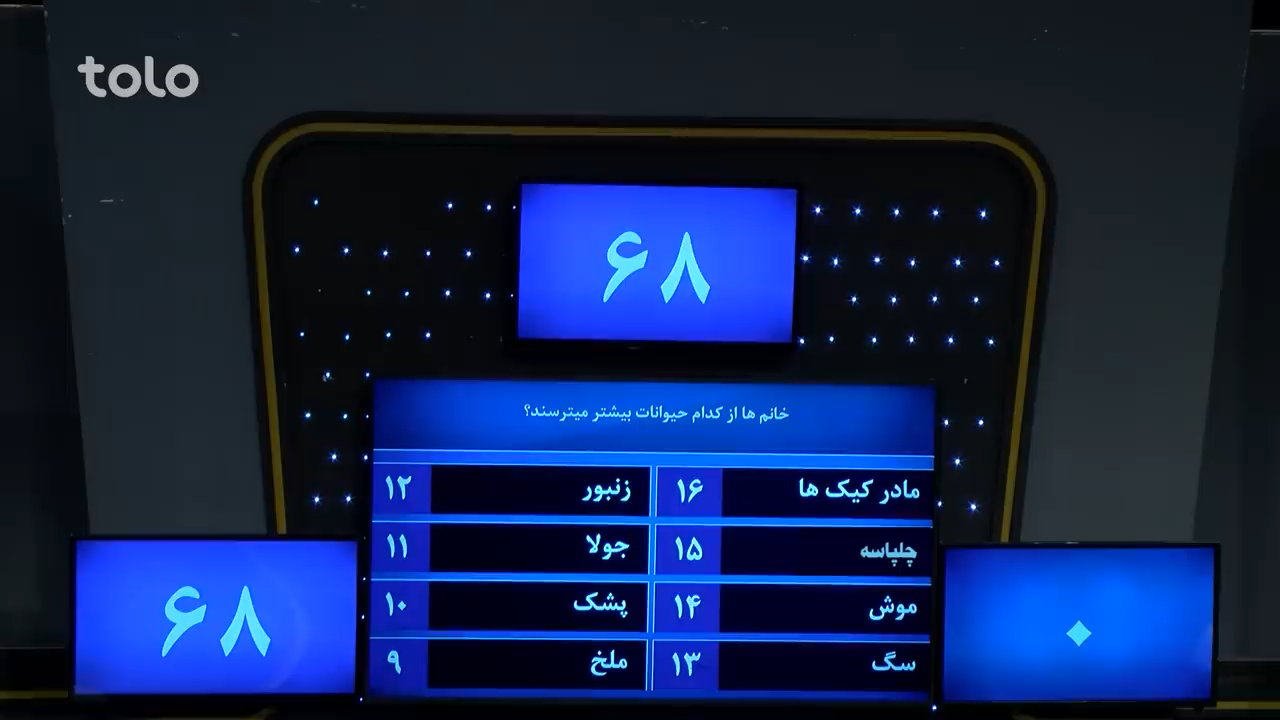 tolo
۶۸
خانم ها از کدام حیوانات بیشتر میترسند؟
مادر کیک ها ۱۶
چلپاسه ۱۵
موش ۱۴
سگ ۱۳
زنبور ۱۲
جولا ۱۱
پشک ۱۰
ملخ ۹
۰
۶۸